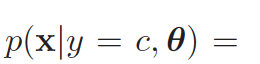 p(𝐱|y = c, 𝜽) =